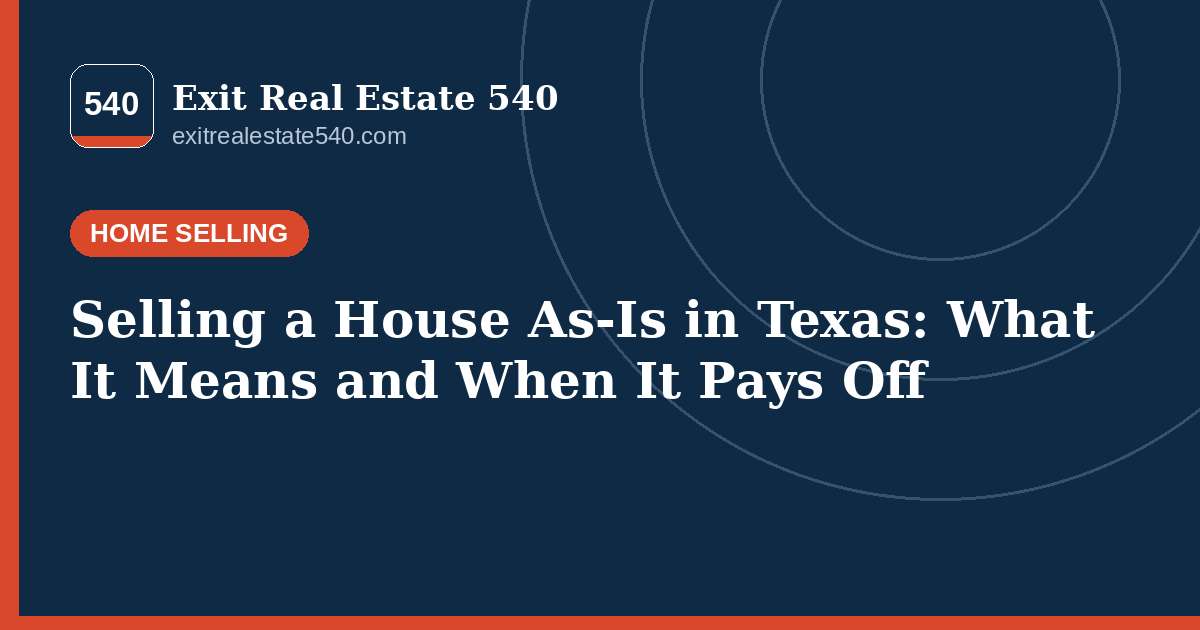 540
Exit Real Estate 540
exitrealestate540.com
HOME SELLING
Selling a House As-Is in Texas: What
It Means and When It Pays Off